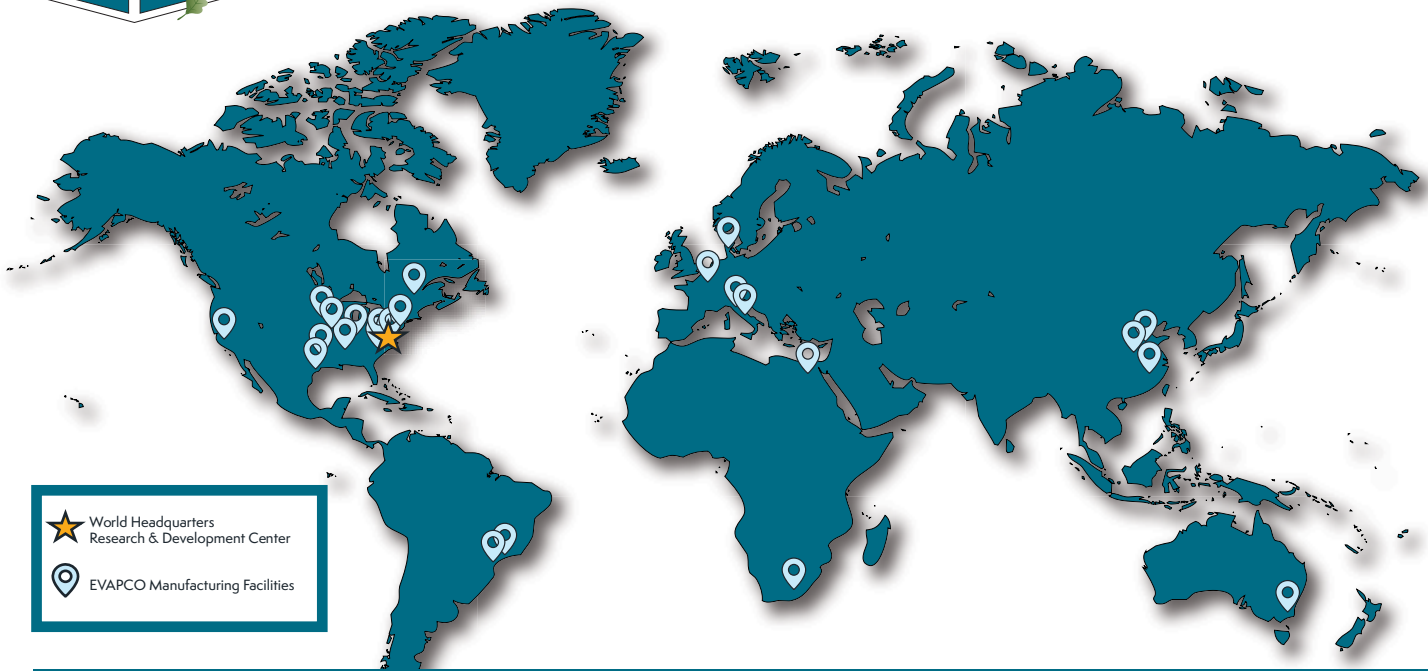 World Headquarters
Research & Development Center
EVAPCO Manufacturing Facilities